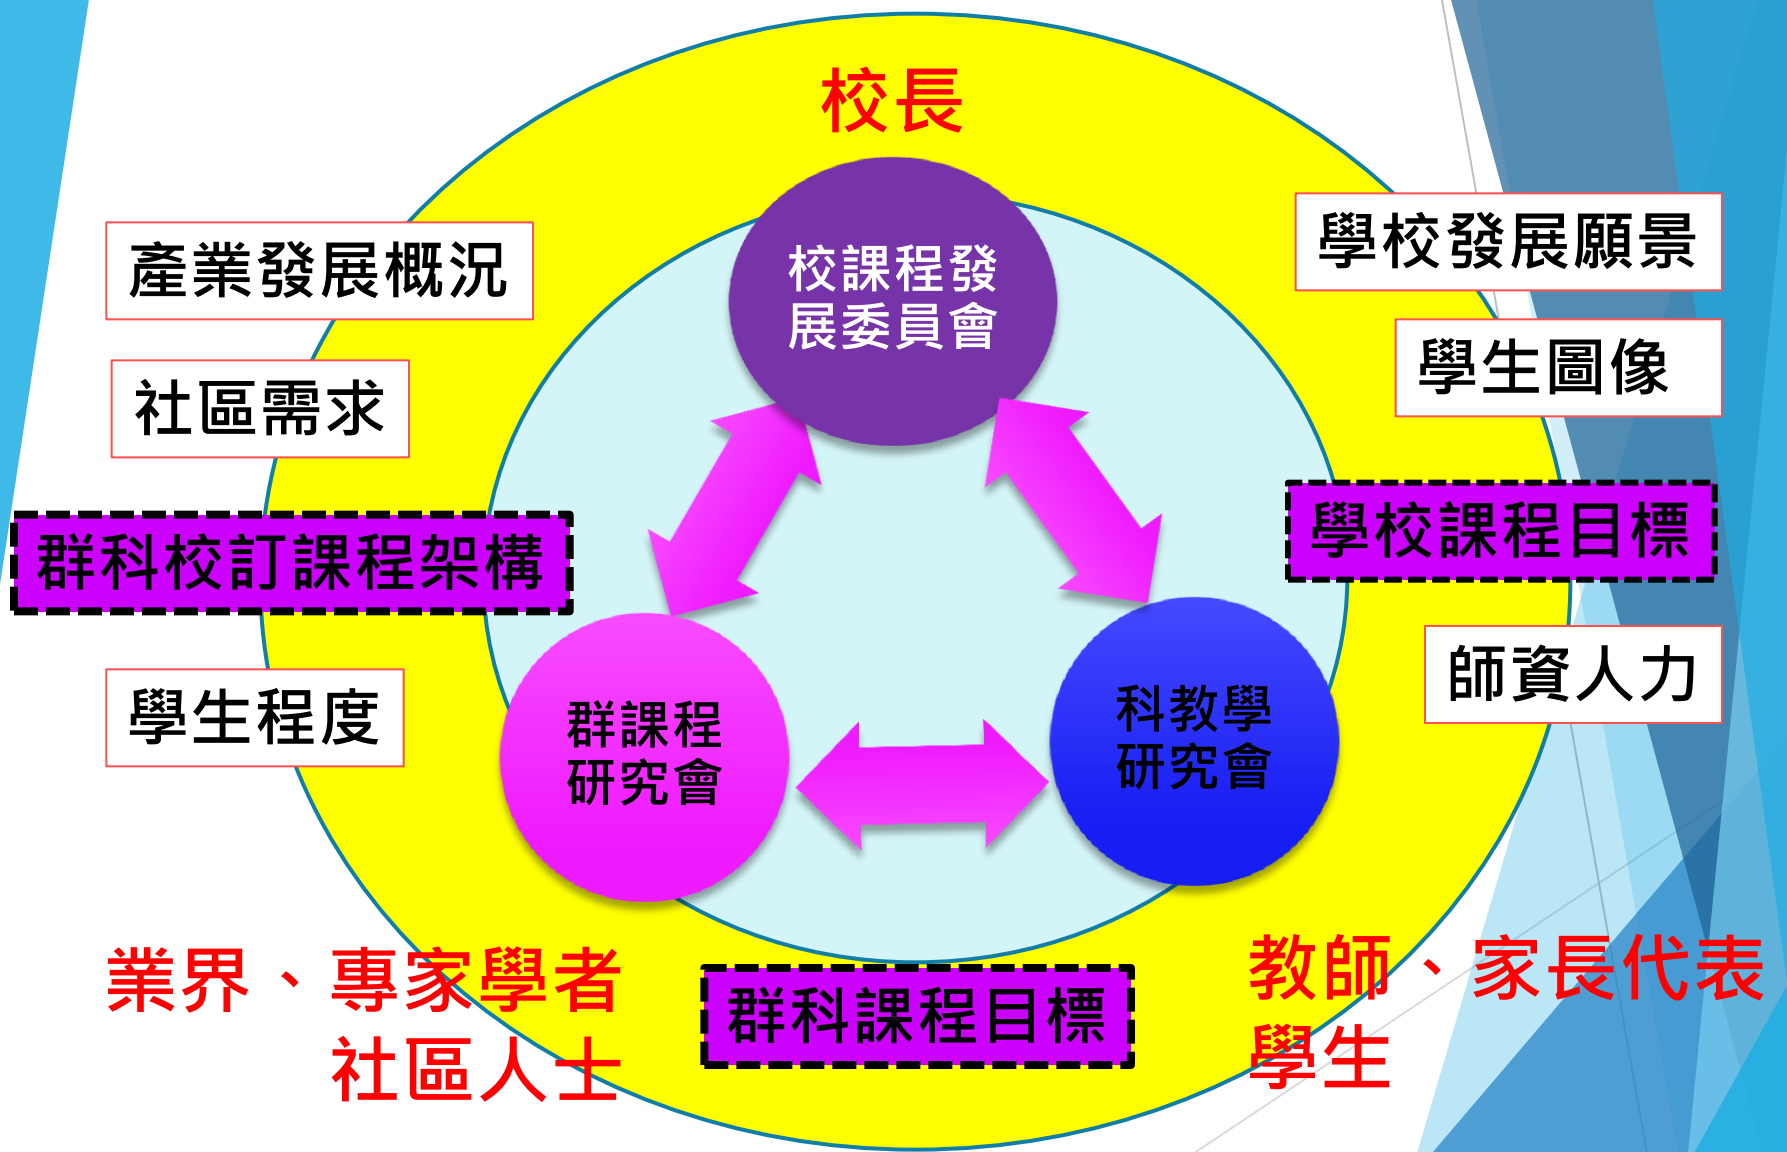 校長
校課程發
展委員會
產業發展概況
社區需求
群科校訂課程架構
學生程度
學校發展願景
學生圖像
學校課程目標
師資人力
群課程
研究會
科教學
研究會
業界、專家學者
社區人士
群科課程目標
教師、家長代表
學生